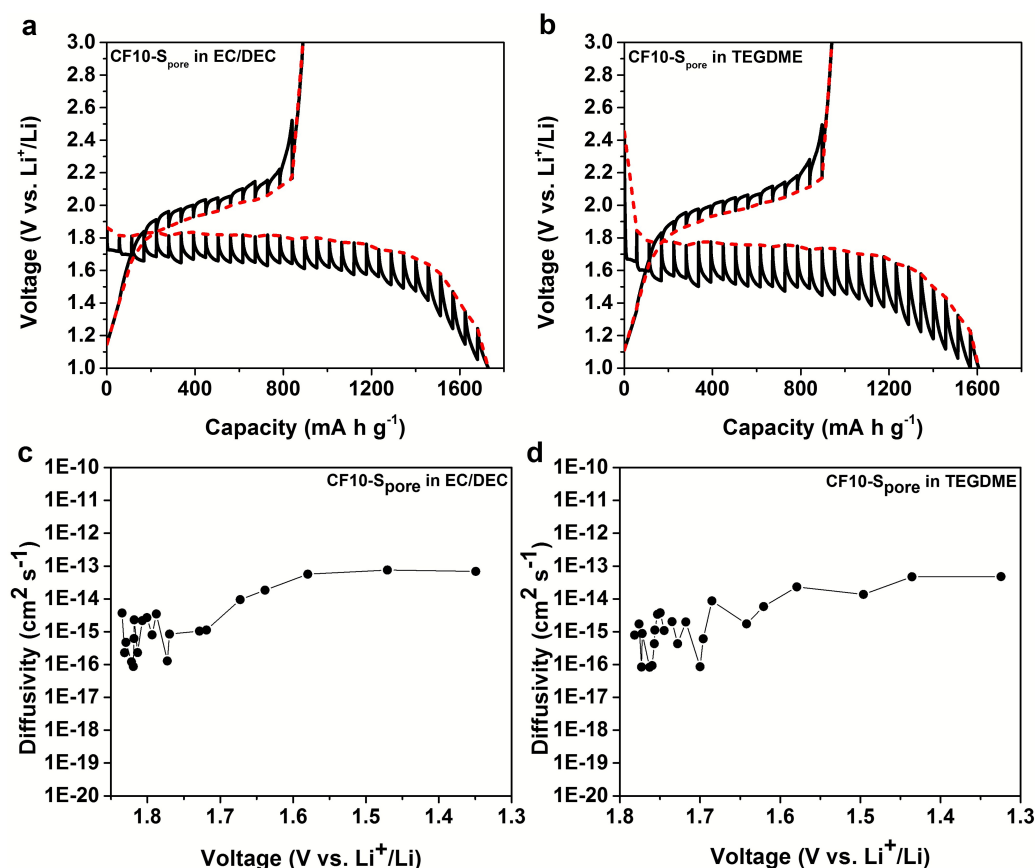 a
CF10-Spore in EC/DEC
3.0
2.8
2.6
2.4
2.2
2.0
1.8
1.6
1.4
1.2
1.0
Voltage (V vs. Li+/Li)
0 400 800 1200 1600
Capacity (mA h g-1)
b
CF10-Spore in TEGDME
3.0
2.8
2.6
2.4
2.2
2.0
1.8
1.6
1.4
1.2
1.0
Voltage (V vs. Li+/Li)
0 400 800 1200 1600
Capacity (mA h g-1)
c
CF10-Spore in EC/DEC
1E-10
1E-11
1E-12
1E-13
1E-14
1E-15
1E-16
1E-17
1E-18
1E-19
1E-20
Diffusivity (cm2 s-1)
1.8 1.7 1.6 1.5 1.4 1.3
Voltage (V vs. Li+/Li)
d
CF10-Spore in TEGDME
1E-10
1E-11
1E-12
1E-13
1E-14
1E-15
1E-16
1E-17
1E-18
1E-19
1E-20
Diffusivity (cm2 s-1)
1.8 1.7 1.6 1.5 1.4 1.3
Voltage (V vs. Li+/Li)